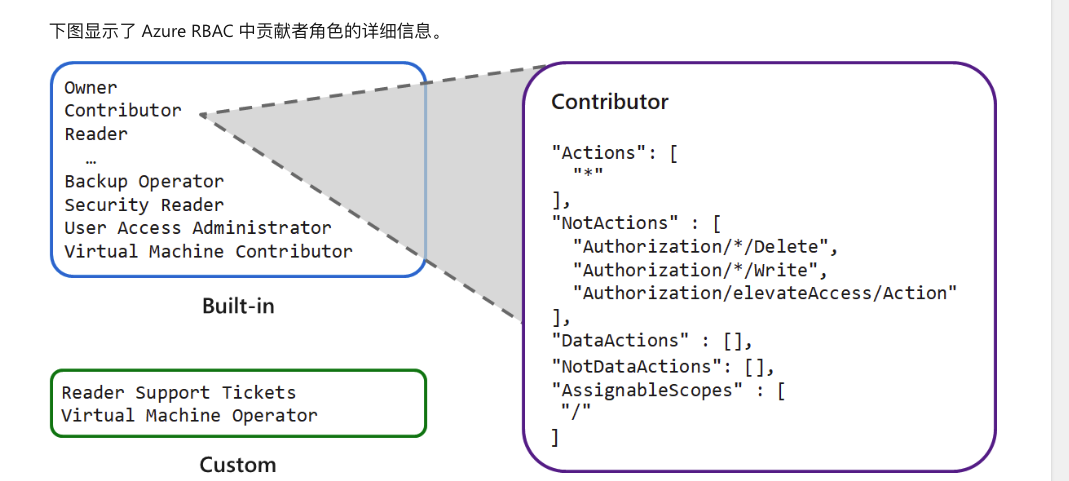 下图显示了 Azure RBAC 中贡献者角色的详细信息。
Owner
Contributor
Reader
…
Backup Operator
Security Reader
User Access Administrator
Virtual Machine Contributor
Built-in
Reader Support Tickets
Virtual Machine Operator
Custom
Contributor
"Actions": [
"*"
],
"NotActions" : [
"Authorization/*/Delete",
"Authorization/*/Write",
"Authorization/elevateAccess/Action"
],
"DataActions" : [],
"NotDataActions": [],
"AssignableScopes" : [
"/"
]